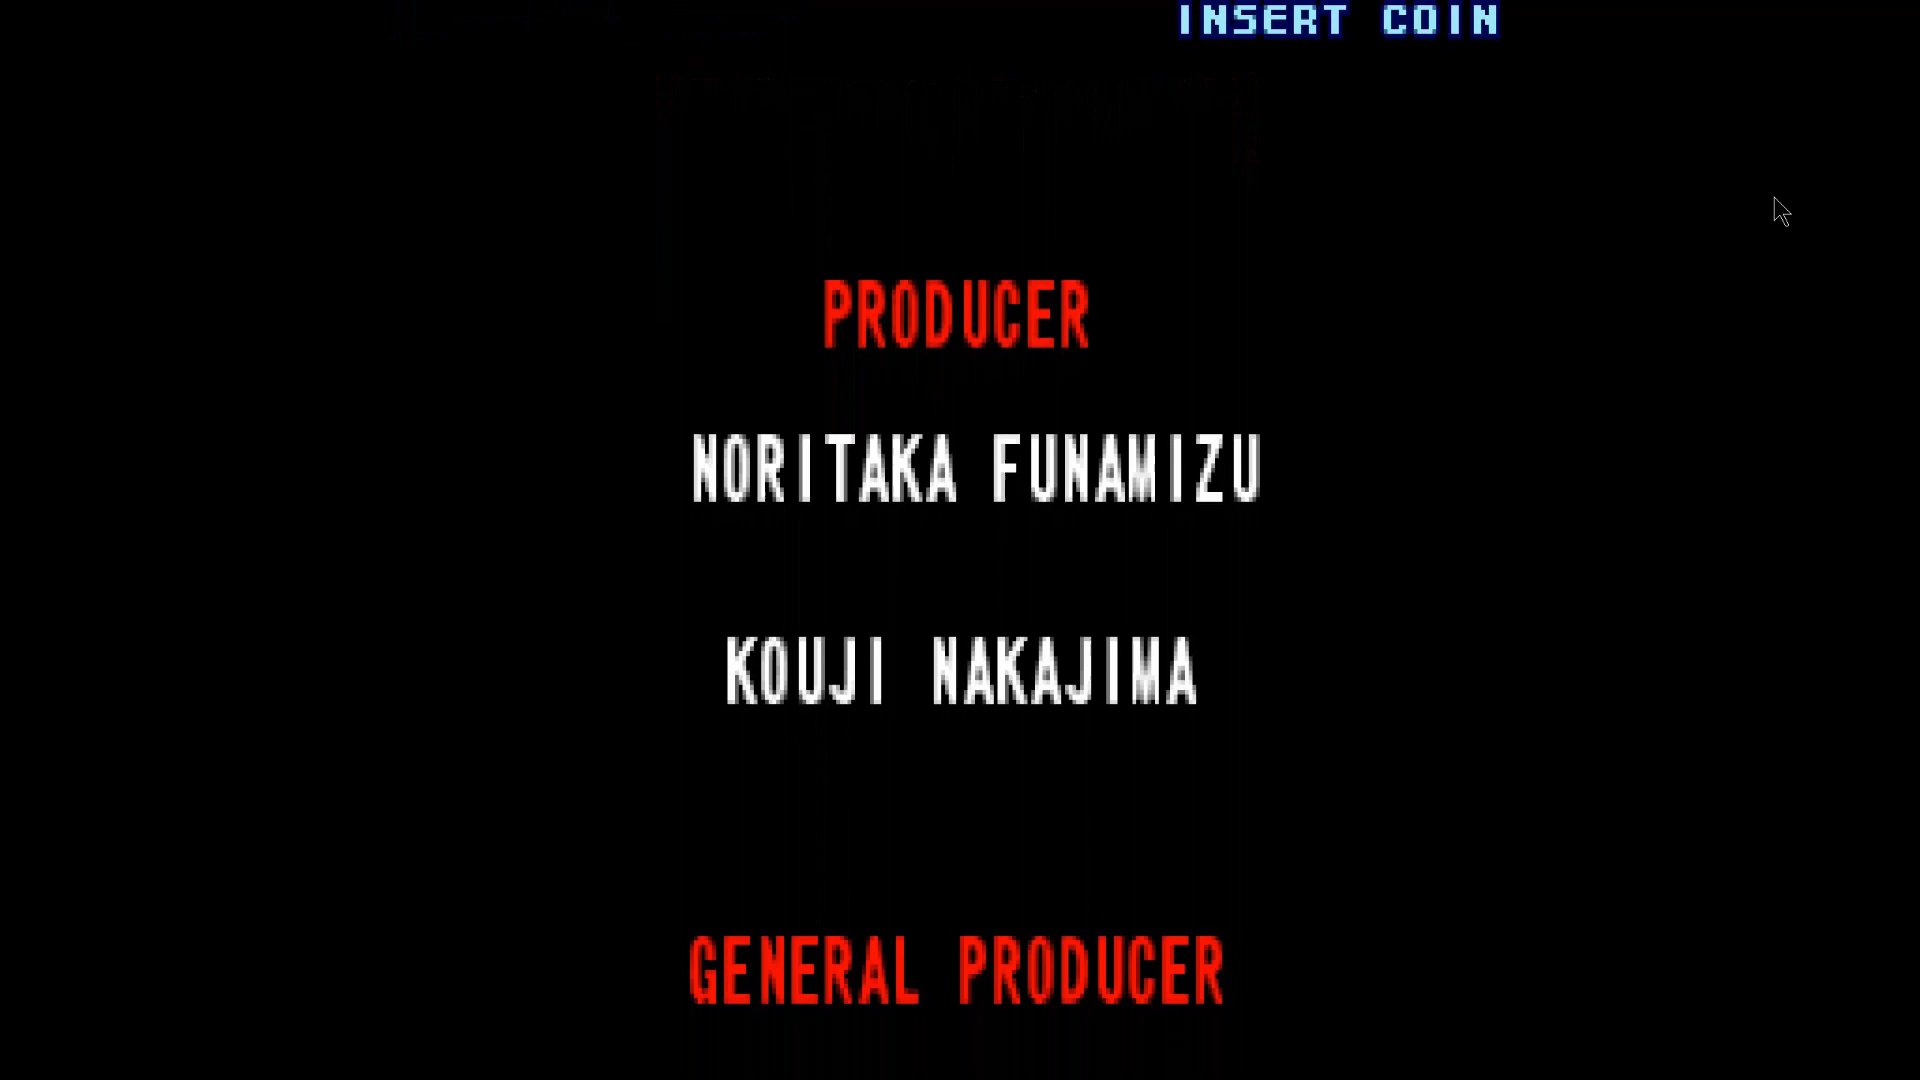 INSERT COIN
PRODUCER
NORITAKA FUNAMIZU
KOUJI NAKAJIMA
GENERAL PRODUCER